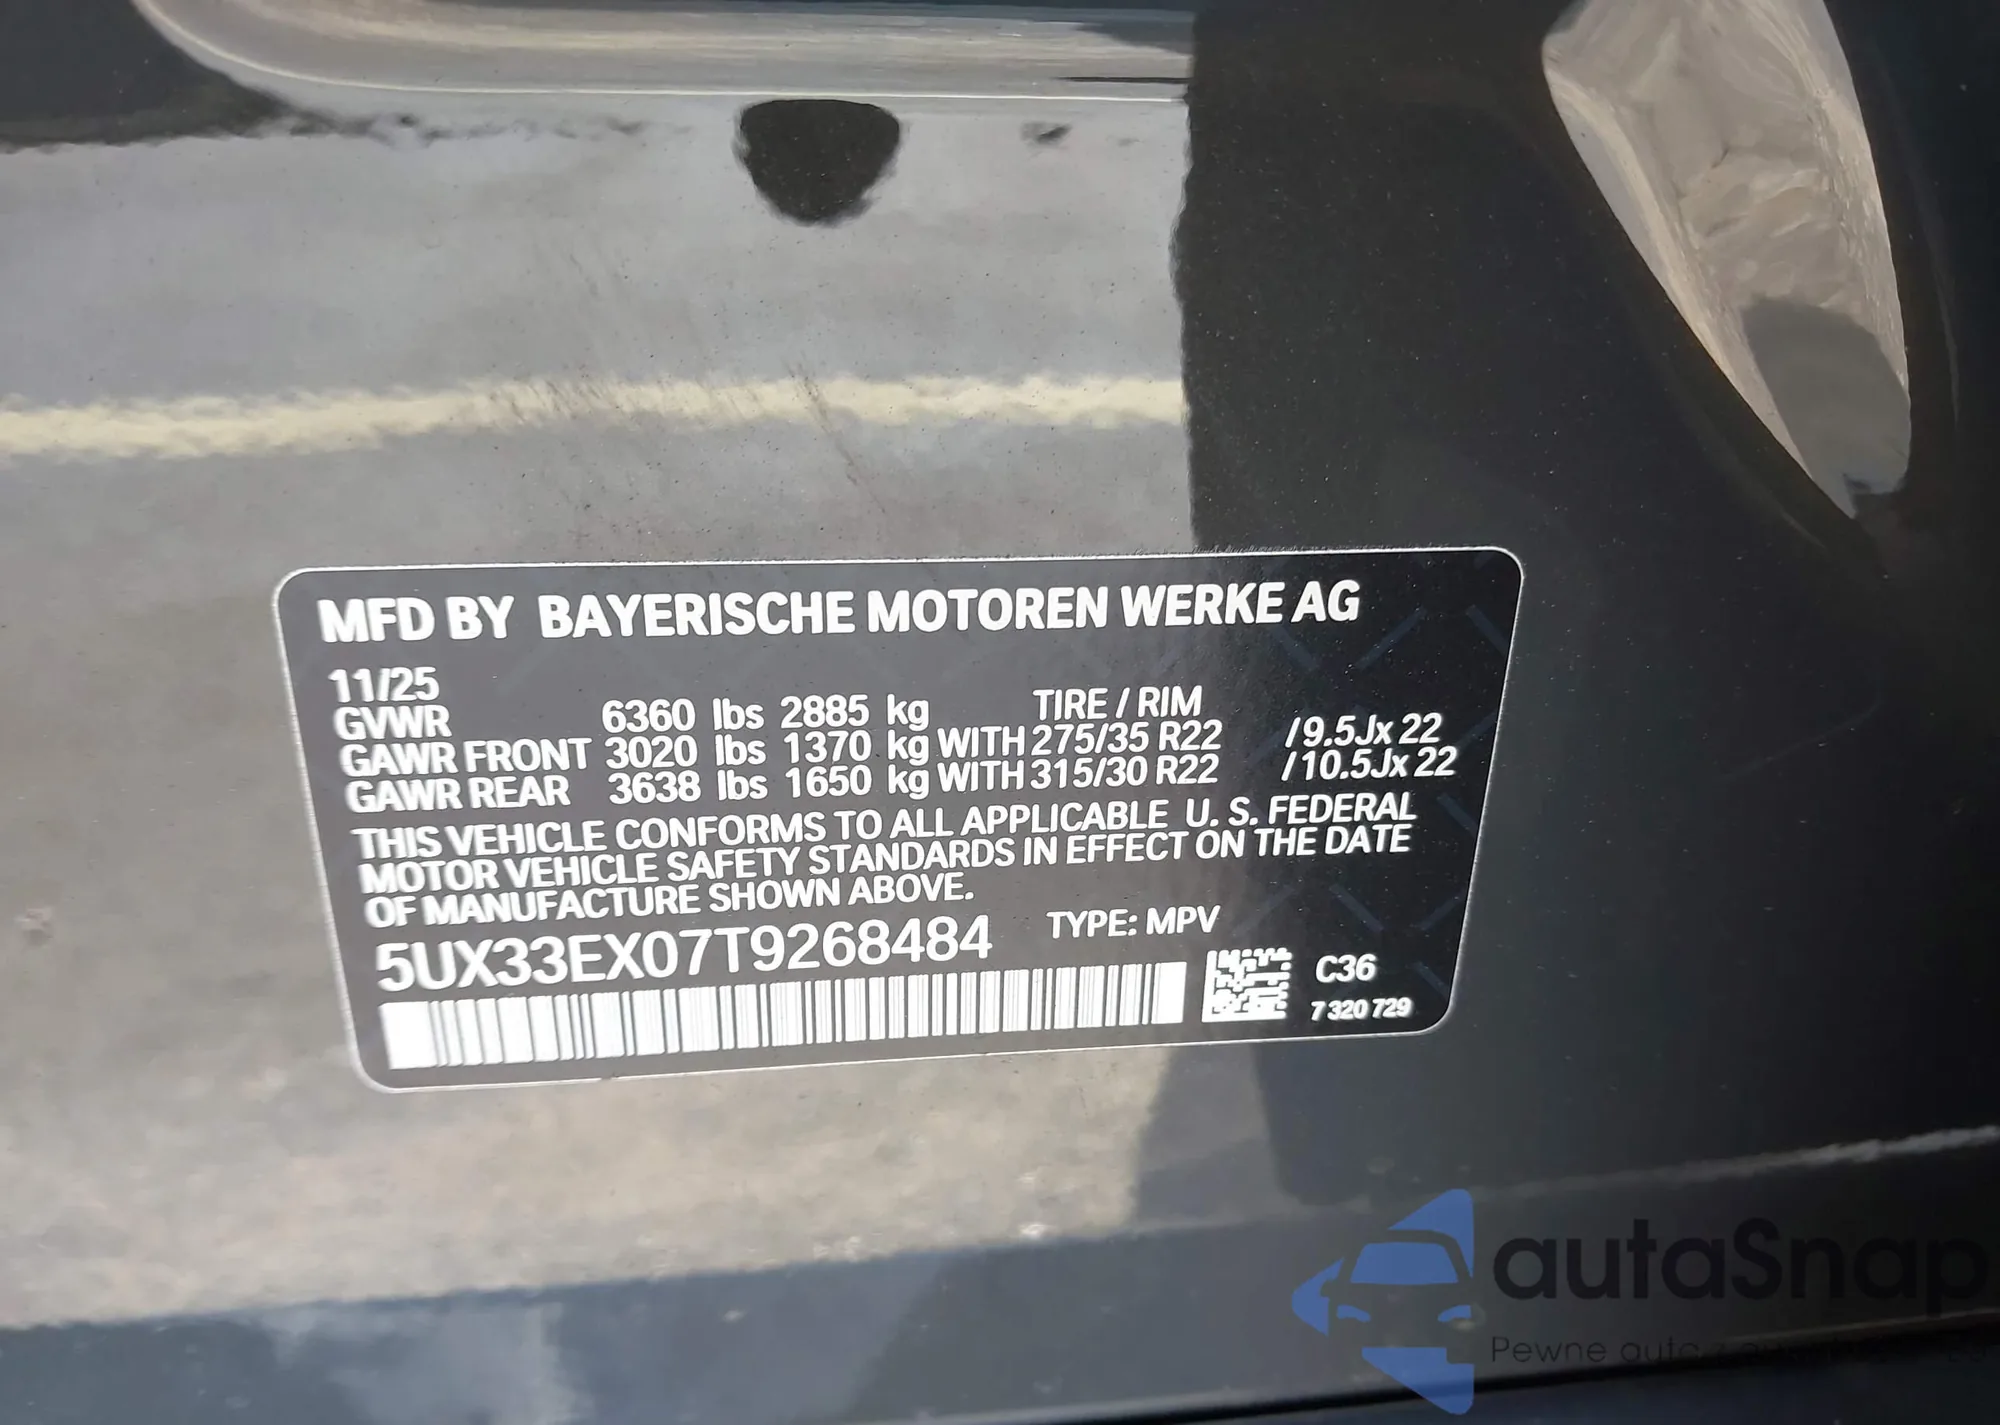 MFD BY BAYERISCHE MOTOREN WERKE AG
11/25
TIRE / RIM
GVWR 6360 lbs 2885 kg
GAWR FRONT 3020 lbs 1370 kg WITH 275/35 R22 /9.5Jx 22
GAWR REAR 3638 lbs 1650 kg WITH 315/30 R22 /10.5Jx 22
THIS VEHICLE CONFORMS TO ALL APPLICABLE U. S. FEDERAL
MOTOR VEHICLE SAFETY STANDARDS IN EFFECT ON THE DATE
OF MANUFACTURE SHOWN ABOVE.
5UX33EX07T9268484 TYPE: MPV
C36
7 320 729
autaSnap
Pewne auto z